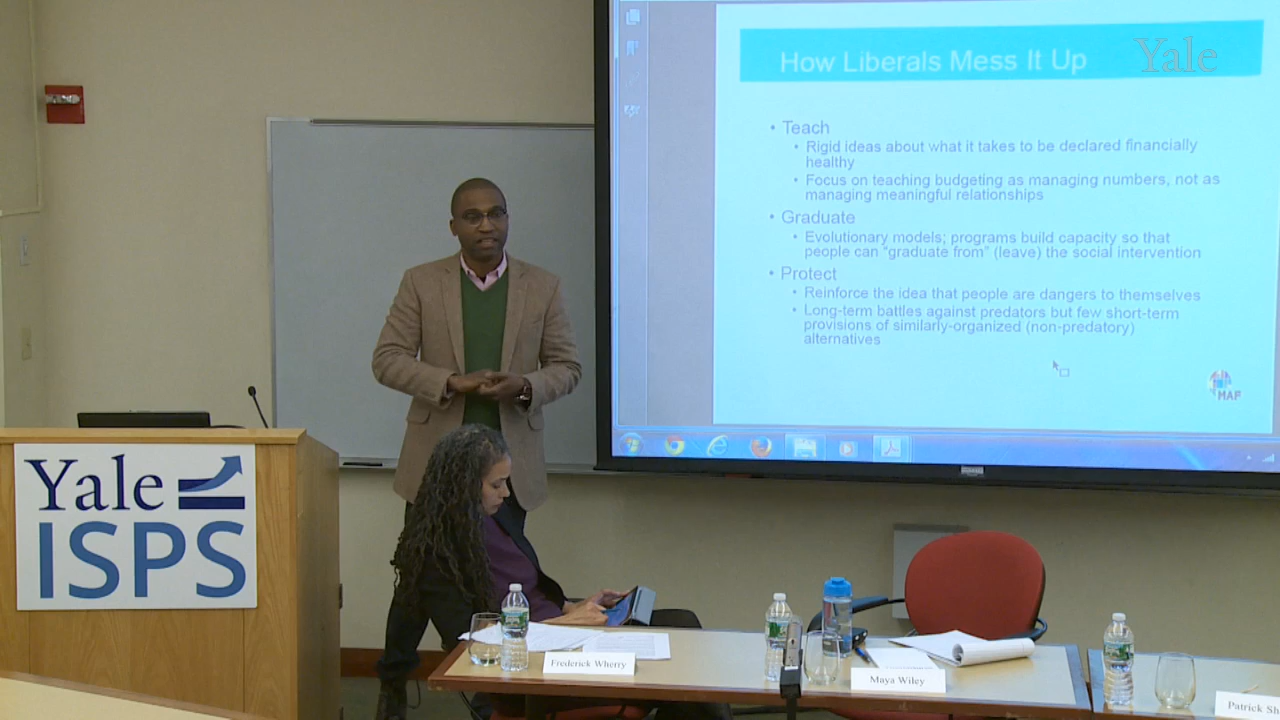 How Liberals Mess It Up
Yale
• Teach
• Rigid ideas about what it takes to be declared financially
healthy
• Focus on teaching budgeting as managing numbers, not as
managing meaningful relationships
• Graduate
• Evolutionary models; programs build capacity so that
people can "graduate from" (leave) the social intervention
• Protect
• Reinforce the idea that people are dangers to themselves
• Long-term battles against predators but few short-term
provisions of similarly-organized (non-predatory)
alternatives
MAF
Yale
ISPS
Frederick Wherry
Maya Wiley
Patrick Sh